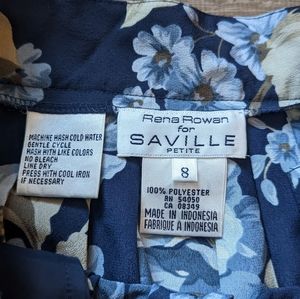 MACHINE WASH COLD WATER
GENTLE CYCLE
WASH WITH LIKE COLORS
NO BLEACH
LINE DRY
PRESS WITH COOL IRON
IF NECESSARY
Rena Rowan
for
SAVILLE
PETITE
8
100% POLYESTER
RN 54050
CA 08349
MADE IN INDONESIA
FABRIQUE A INDONESIA